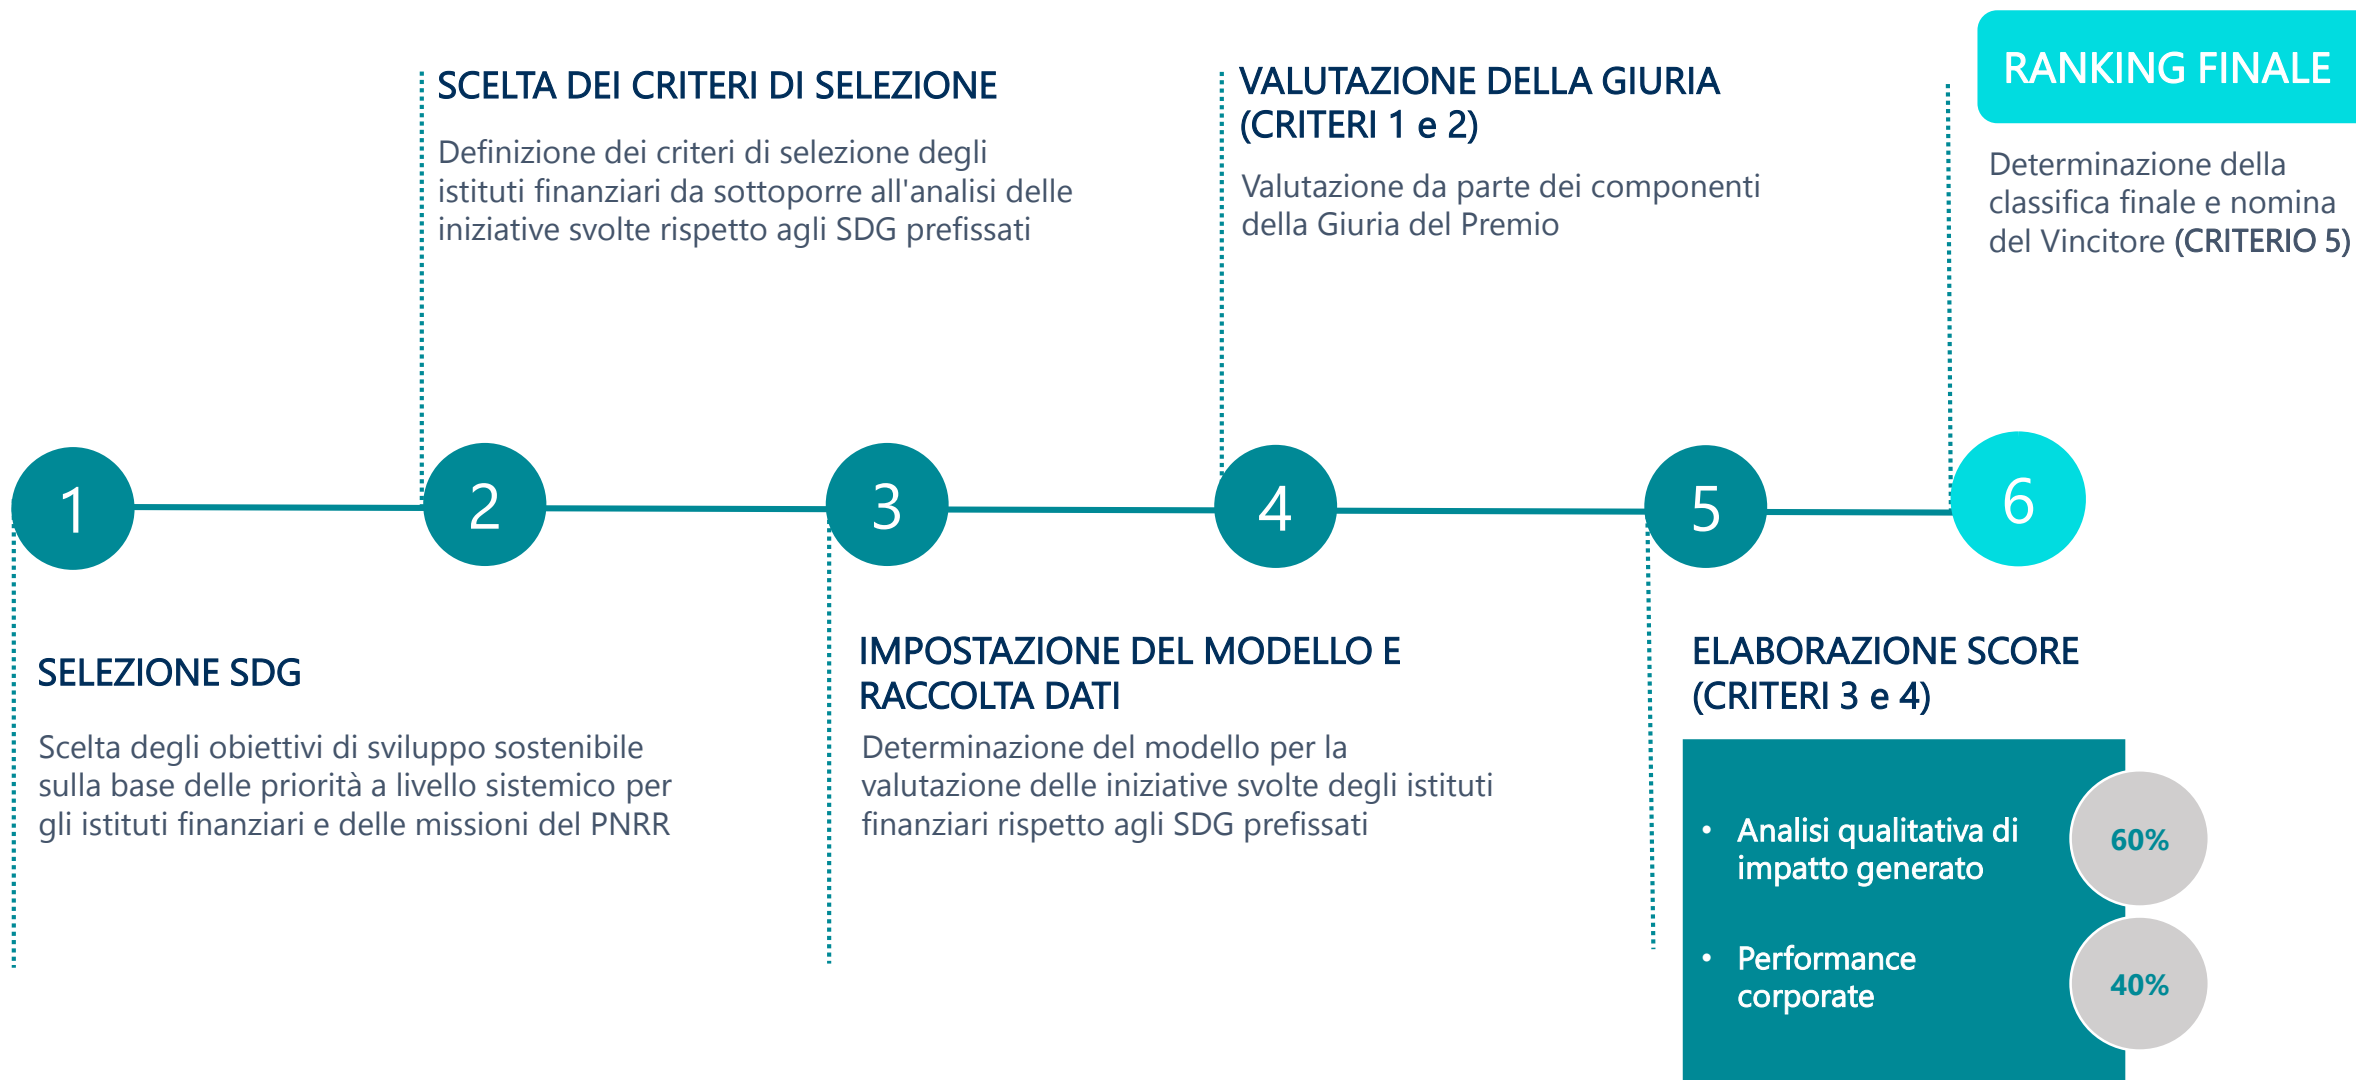 SCELTA DEI CRITERI DI SELEZIONE
Definizione dei criteri di selezione degli
istituti finanziari da sottoporre all'analisi delle
iniziative svolte rispetto agli SDG prefissati
VALUTAZIONE DELLA GIURIA
(CRITERI 1 e 2)
Valutazione da parte dei componenti
della Giuria del Premio
RANKING FINALE
Determinazione della
classifica finale e nomina
del Vincitore (CRITERIO 5)
1
2
3
4
5
6
SELEZIONE SDG
Scelta degli obiettivi di sviluppo sostenibile
sulla base delle priorità a livello sistemico per
gli istituti finanziari e delle missioni del PNRR
IMPOSTAZIONE DEL MODELLO E
RACCOLTA DATI
Determinazione del modello per la
valutazione delle iniziative svolte degli istituti
finanziari rispetto agli SDG prefissati
ELABORAZIONE SCORE
(CRITERI 3 e 4)
• Analisi qualitativa di
impatto generato
60%
• Performance
corporate
40%